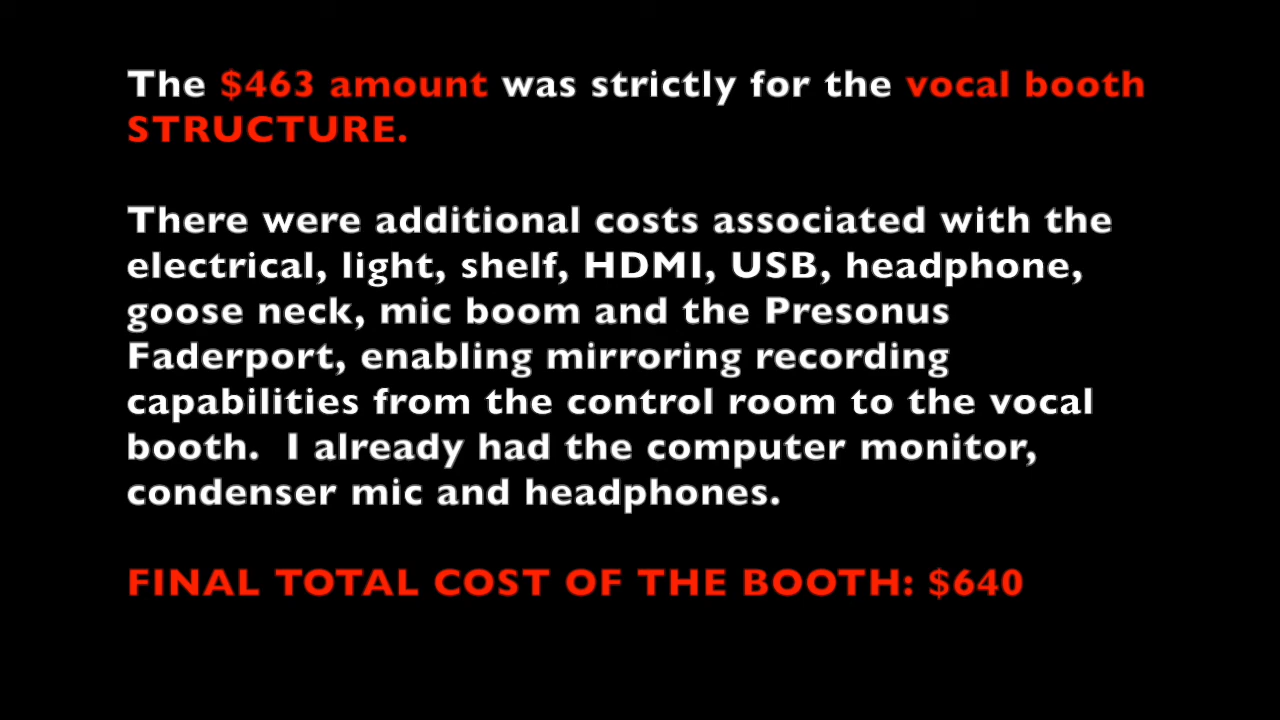 The $463 amount was strictly for the vocal booth
STRUCTURE.
There were additional costs associated with the
electrical, light, shelf, HDMI, USB, headphone,
goose neck, mic boom and the Presonus
Faderport, enabling mirroring recording
capabilities from the control room to the vocal
booth.  I already had the computer monitor,
condenser mic and headphones.
FINAL TOTAL COST OF THE BOOTH: $640